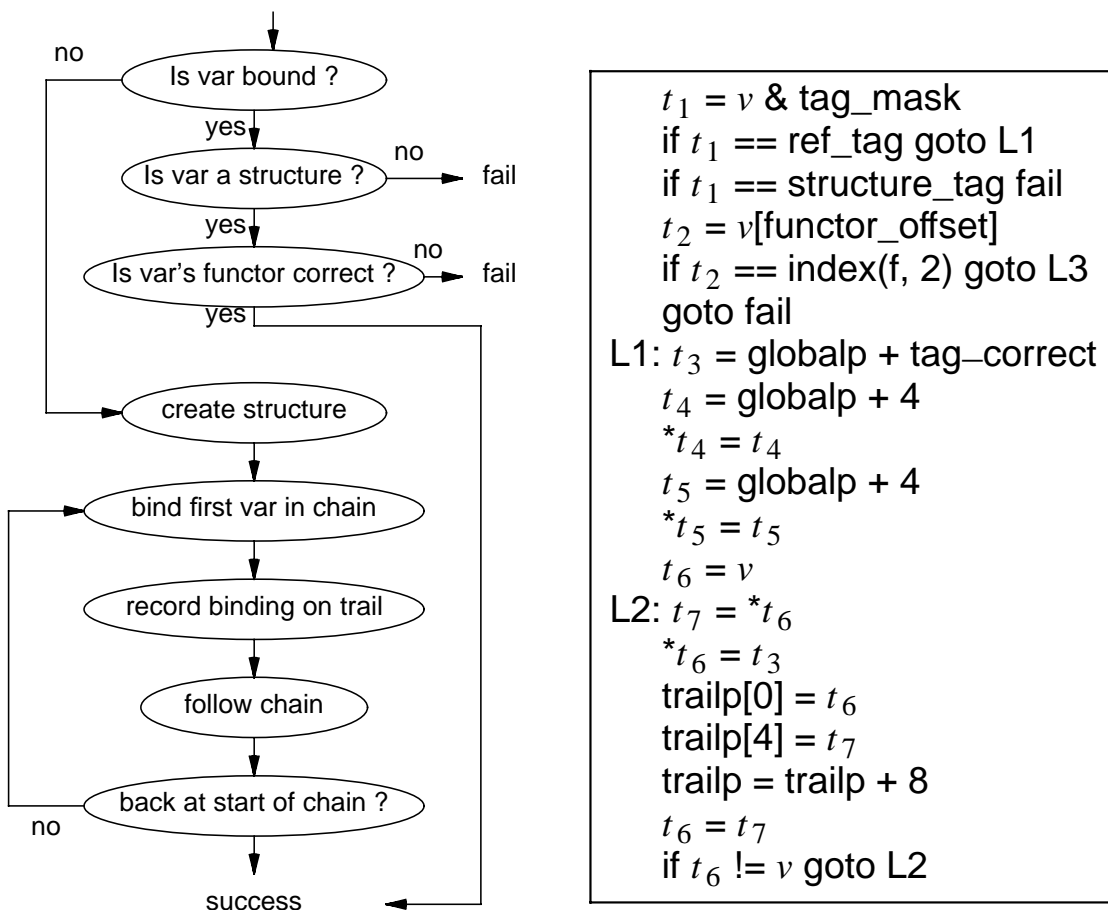 no
Is var bound ?
yes
no
Is var a structure ?
fail
yes
no
Is var's functor correct ?
fail
yes
create structure
bind first var in chain
record binding on trail
follow chain
back at start of chain ?
no
success
t1 = v & tag_mask
if t1 == ref_tag goto L1
if t1 == structure_tag fail
t2 = v[functor_offset]
if t2 == index(f, 2) goto L3
goto fail
L1: t3 = globalp + tag–correct
t4 = globalp + 4
*t4 = t4
t5 = globalp + 4
*t5 = t5
t6 = v
L2: t7 = *t6
*t6 = t3
trailp[0] = t6
trailp[4] = t7
trailp = trailp + 8
t6 = t7
if t6 != v goto L2